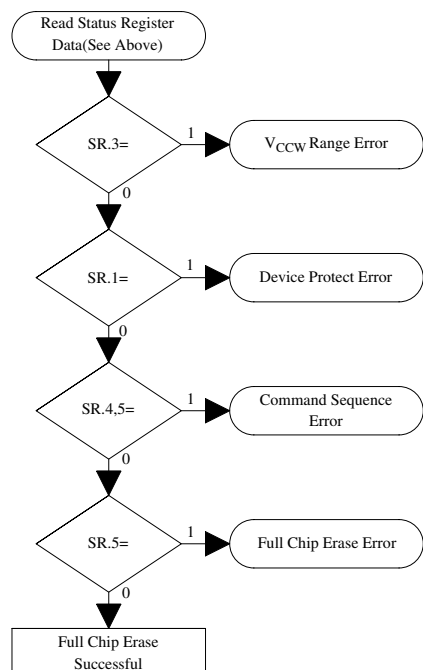 Read Status Register
Data(See Above)
SR.3=
1
VCCW Range Error
0
SR.1=
1
Device Protect Error
0
SR.4,5=
1
Command Sequence
Error
0
SR.5=
1
Full Chip Erase Error
0
Full Chip Erase
Successful